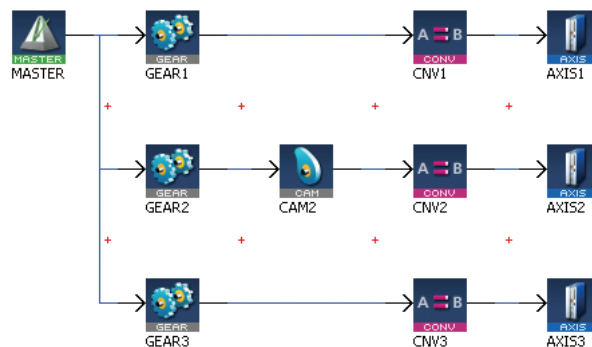 MASTER GEAR A B CONV AXIS
MASTER GEAR1 CNV1 AXIS1
GEAR CAM A B CONV AXIS
GEAR2 CAM2 CNV2 AXIS2
GEAR A B CONV AXIS
GEAR3 CNV3 AXIS3